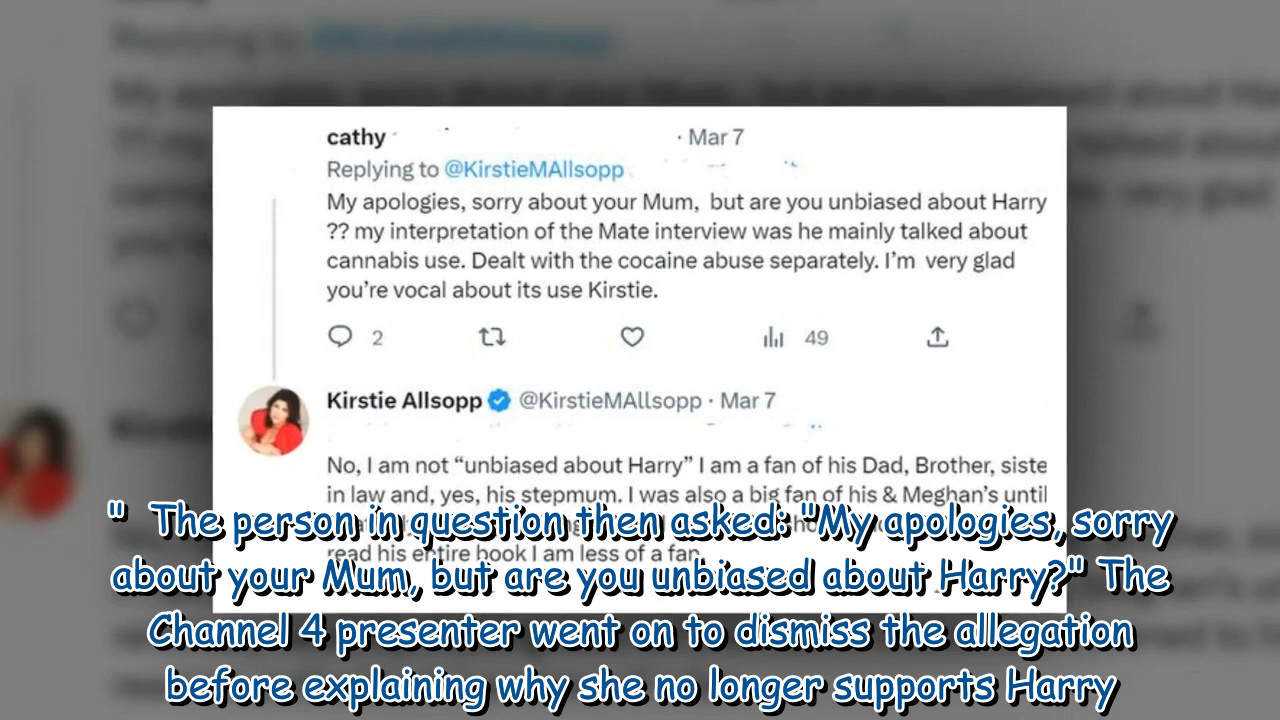 cathy · Mar 7
Replying to @KirstieMAllsopp
My apologies, sorry about your Mum, but are you unbiased about Harry
?? my interpretation of the Mate interview was he mainly talked about
cannabis use. Dealt with the cocaine abuse separately. I'm very glad
you're vocal about its use Kirstie.
2 49
Kirstie Allsopp @KirstieMAllsopp · Mar 7
No, I am not “unbiased about Harry” I am a fan of his Dad, Brother, siste
in law and, yes, his stepmum. I was also a big fan of his & Meghan's until
read his entire book I am less of a fan.
" The person in question then asked: "My apologies, sorry
about your Mum, but are you unbiased about Harry?" The
Channel 4 presenter went on to dismiss the allegation
before explaining why she no longer supports Harry